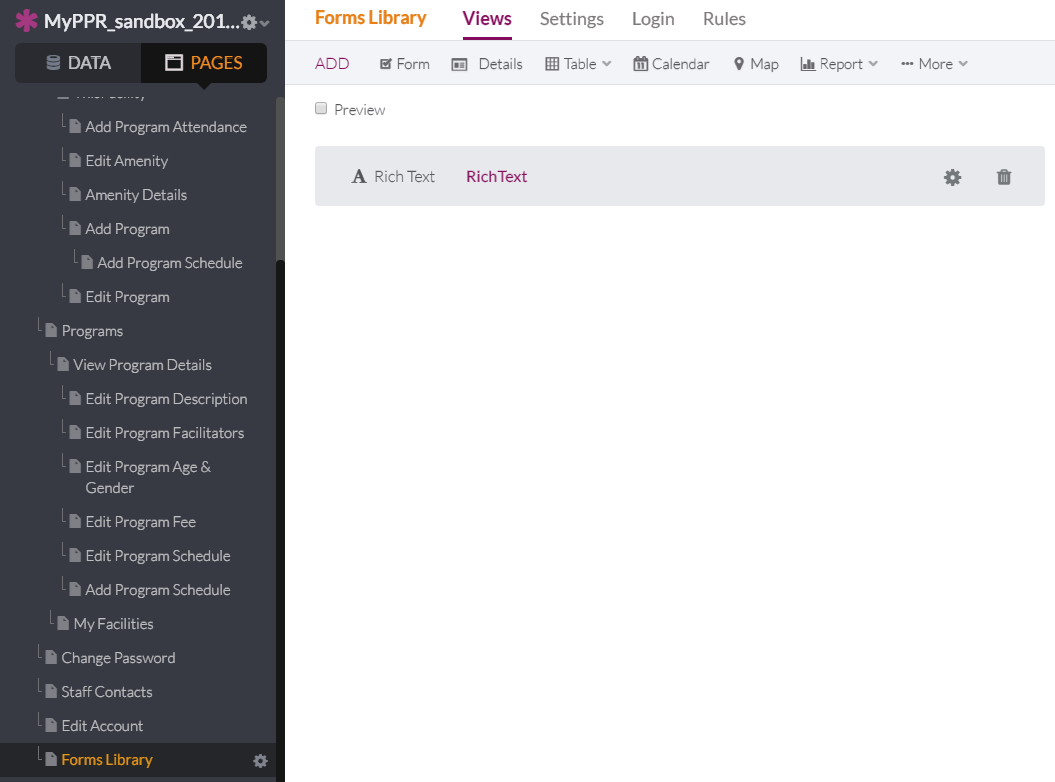 MyPPR_sandbox_201...
DATA
PAGES
Add Program Attendance
Edit Amenity
Amenity Details
Add Program
Add Program Schedule
Edit Program
Programs
View Program Details
Edit Program Description
Edit Program Facilitators
Edit Program Age &
Gender
Edit Program Fee
Edit Program Schedule
Add Program Schedule
My Facilities
Change Password
Staff Contacts
Edit Account
Forms Library
Forms Library Views Settings Login Rules
ADD Form Details Table Calendar Map Report More
Preview
Rich Text RichText